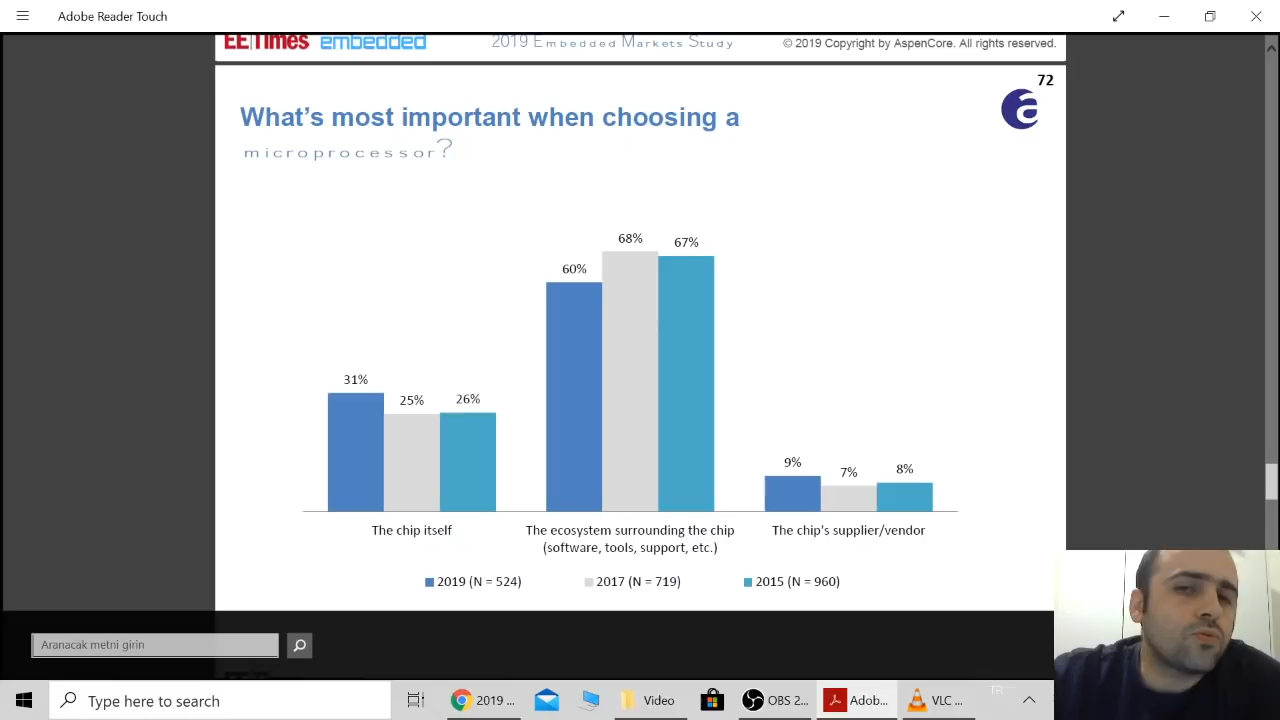 Adobe Reader Touch
EE|Times embedded 2019 Embedded Markets Study © 2019 Copyright by AspenCore. All rights reserved.
72
a
What's most important when choosing a
microprocessor?
68%
67%
60%
31%
25%
26%
9%
7%
8%
The chip itself
The ecosystem surrounding the chip
(software, tools, support, etc.)
The chip's supplier/vendor
2019 (N = 524) 2017 (N = 719) 2015 (N = 960)
Aranacak metni girin
Type here to search
2019 ...
Video
OBS 2...
Adob...
VLC ...